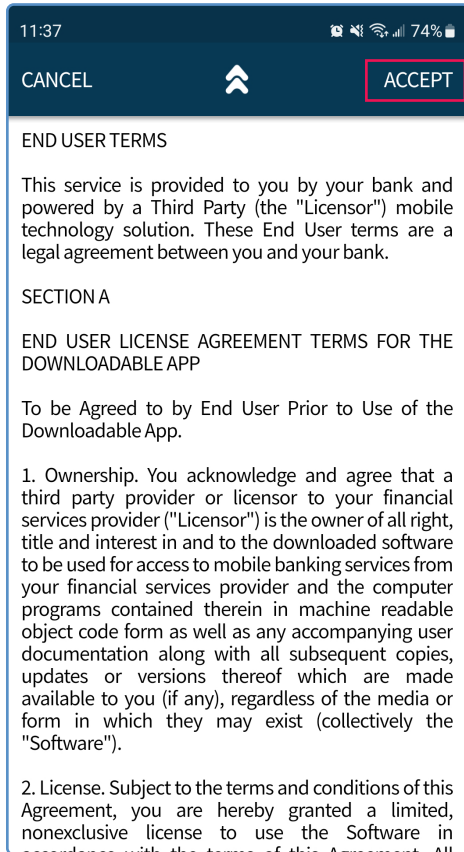 11:37
74%
CANCEL
ACCEPT
END USER TERMS
This service is provided to you by your bank and
powered by a Third Party (the "Licensor") mobile
technology solution. These End User terms are a
legal agreement between you and your bank.
SECTION A
END USER LICENSE AGREEMENT TERMS FOR THE
DOWNLOADABLE APP
To be Agreed to by End User Prior to Use of the
Downloadable App.
1. Ownership. You acknowledge and agree that a
third party provider or licensor to your financial
services provider ("Licensor") is the owner of all right,
title and interest in and to the downloaded software
to be used for access to mobile banking services from
your financial services provider and the computer
programs contained therein in machine readable
object code form as well as any accompanying user
documentation along with all subsequent copies,
updates or versions thereof which are made
available to you (if any), regardless of the media or
form in which they may exist (collectively the
"Software").
2. License. Subject to the terms and conditions of this
Agreement, you are hereby granted a limited,
nonexclusive license to use the Software in
accordance with the terms of this Agreement. All